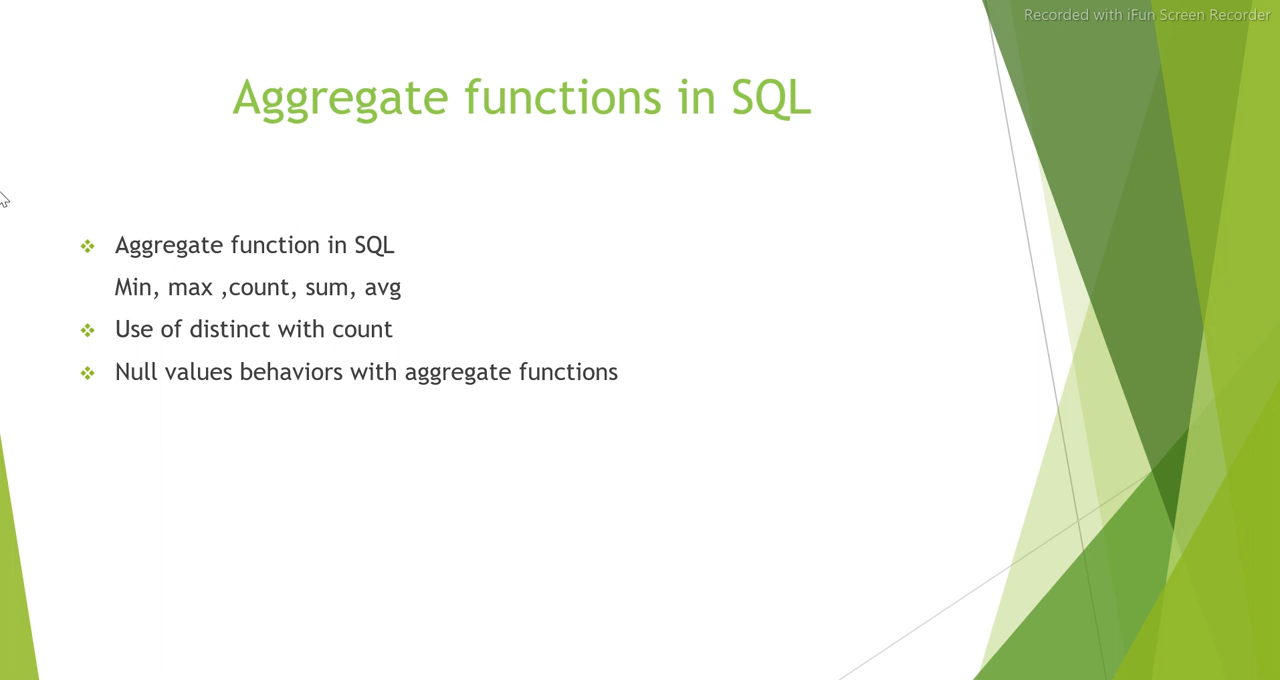 Recorded with iFun Screen Recorder
Aggregate functions in SQL
Aggregate function in SQL
Min, max ,count, sum, avg
Use of distinct with count
Null values behaviors with aggregate functions